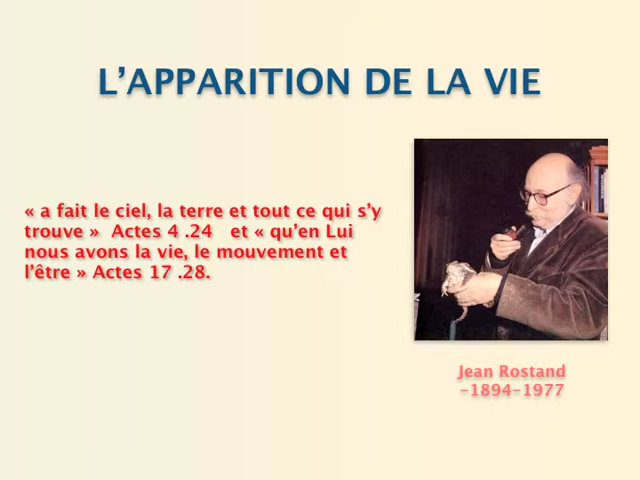 L’APPARITION DE LA VIE
« a fait le ciel, la terre et tout ce qui s’y
trouve »  Actes 4 .24   et « qu’en Lui
nous avons la vie, le mouvement et
l’être » Actes 17 .28.
Jean Rostand
-1894-1977